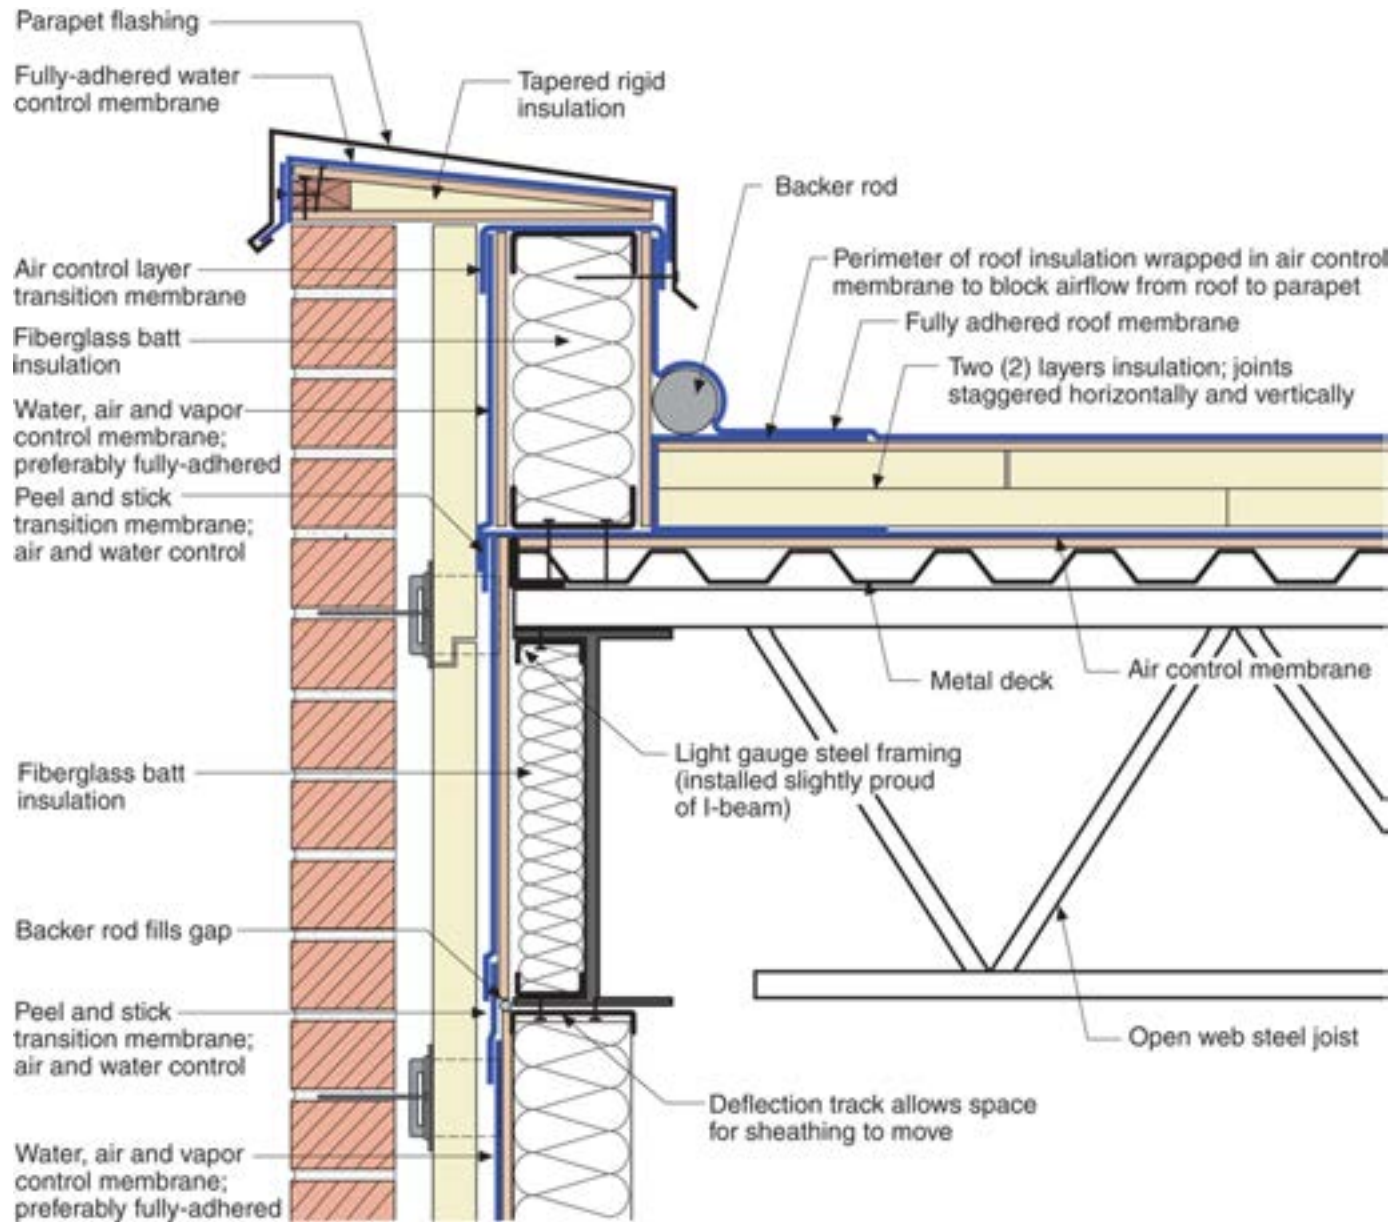 Parapet flashing
Fully-adhered water
control membrane
Tapered rigid
insulation
Backer rod
Air control layer
transition membrane
Perimeter of roof insulation wrapped in air control
membrane to block airflow from roof to parapet
Fully adhered roof membrane
Fiberglass batt
insulation
Two (2) layers insulation; joints
staggered horizontally and vertically
Water, air and vapor
control membrane;
preferably fully-adhered
Peel and stick
transition membrane;
air and water control
Metal deck
Air control membrane
Light gauge steel framing
(installed slightly proud
of I-beam)
Fiberglass batt
insulation
Backer rod fills gap
Peel and stick
transition membrane;
air and water control
Open web steel joist
Deflection track allows space
for sheathing to move
Water, air and vapor
control membrane;
preferably fully-adhered